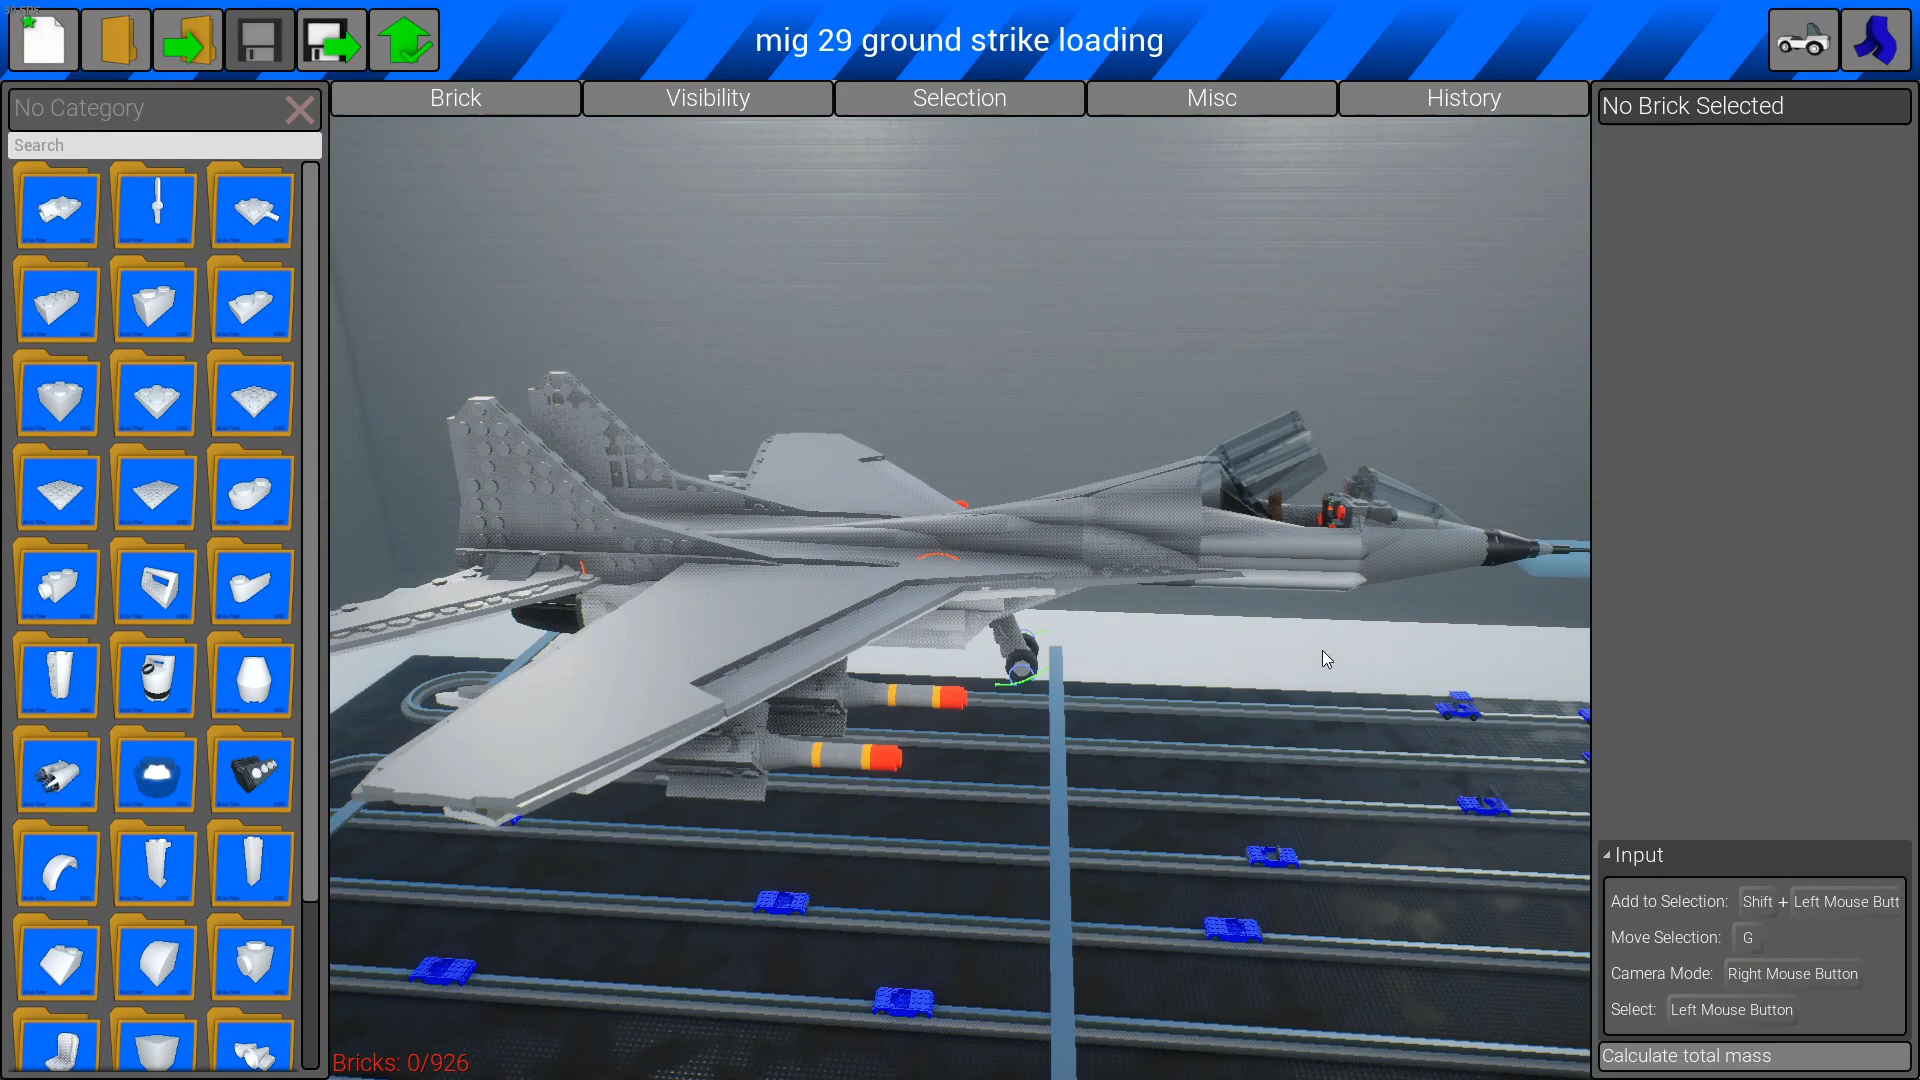 mig 29 ground strike loading
No Category
Search
Brick
Visibility
Selection
Misc
History
No Brick Selected
Input
Add to Selection: Shift + Left Mouse Butt
Move Selection: G
Camera Mode: Right Mouse Button
Select: Left Mouse Button
Calculate total mass
Bricks: 0/926